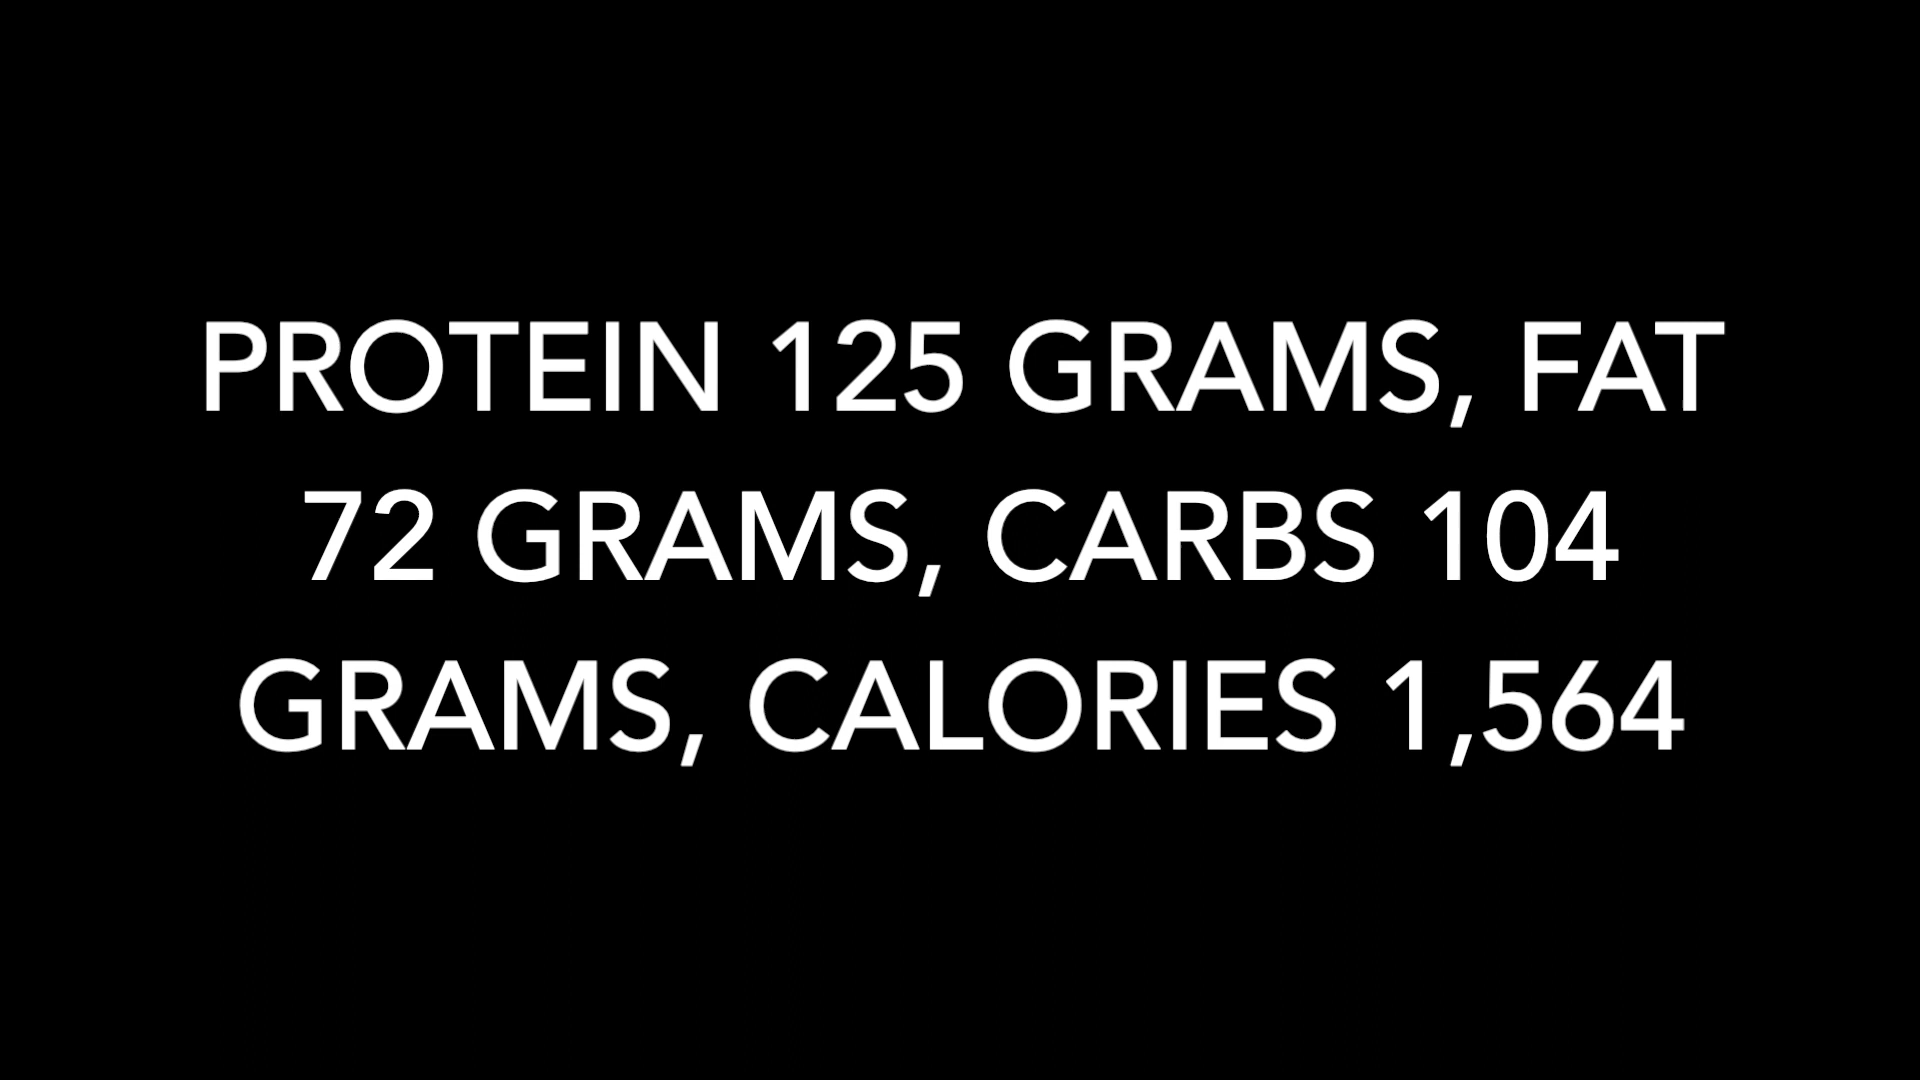 PROTEIN 125 GRAMS, FAT
72 GRAMS, CARBS 104
GRAMS, CALORIES 1,564